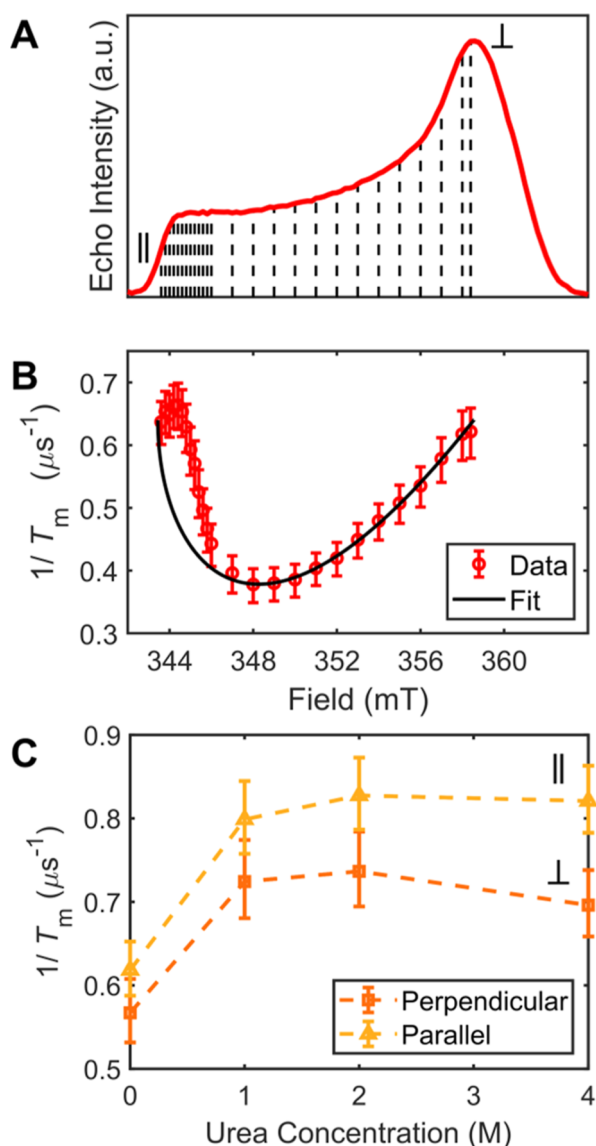 A
Echo Intensity (a.u.)
||
⊥
B
1/ Tm (μs⁻¹)
0.7
0.6
0.5
0.4
0.3
Data
Fit
344 348 352 356 360
Field (mT)
C
1/ Tm (μs⁻¹)
0.9
0.8
0.7
0.6
0.5
||
⊥
Perpendicular
Parallel
0 1 2 3 4
Urea Concentration (M)